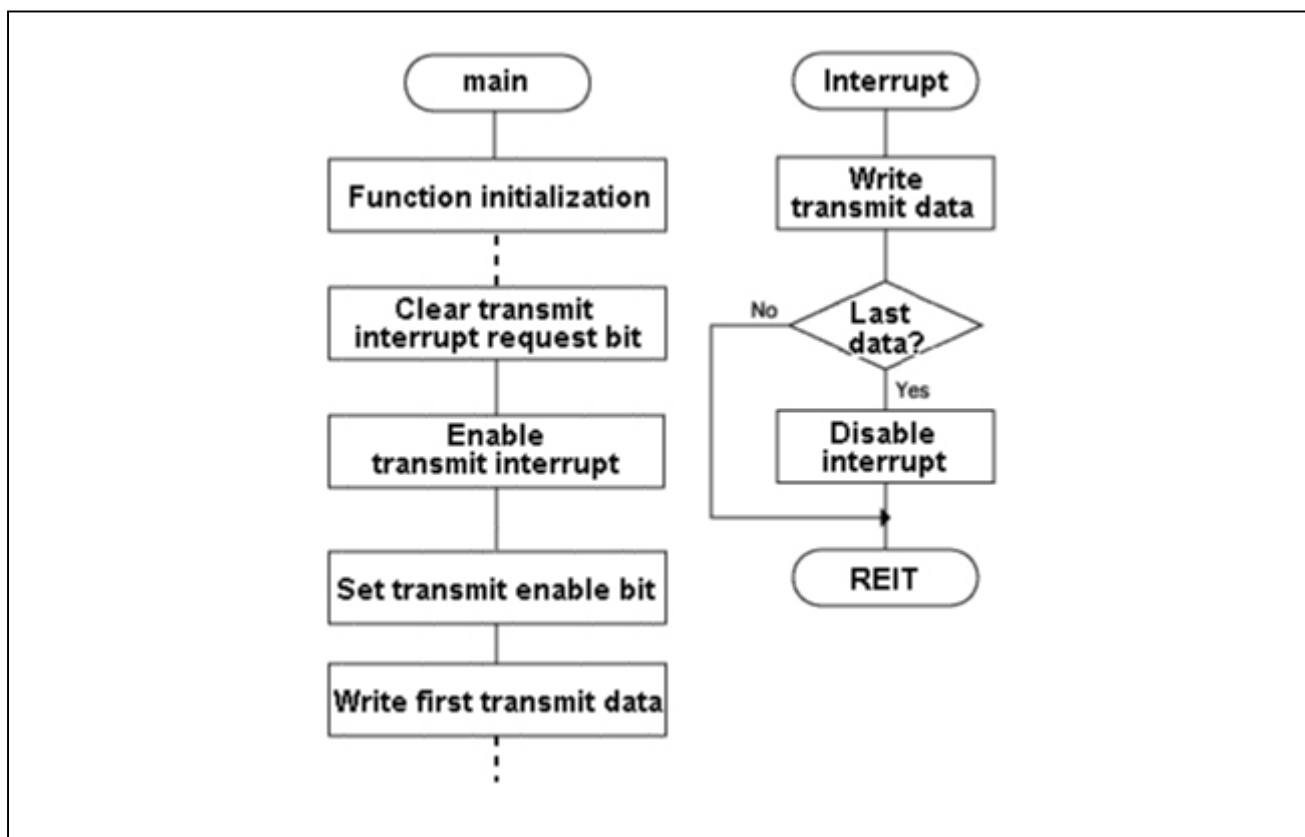 main
Function initialization
Clear transmit
interrupt request bit
Enable
transmit interrupt
Set transmit enable bit
Write first transmit data
Interrupt
Write
transmit data
Last
data?
No
Yes
Disable
interrupt
REIT